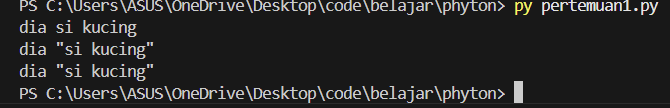 PS C:\Users\ASUS\OneDrive\Desktop\code\belajar\phyton> py pertemuan1.py
dia si kucing
dia "si kucing"
dia "si kucing"
PS C:\Users\ASUS\OneDrive\Desktop\code\belajar\phyton>